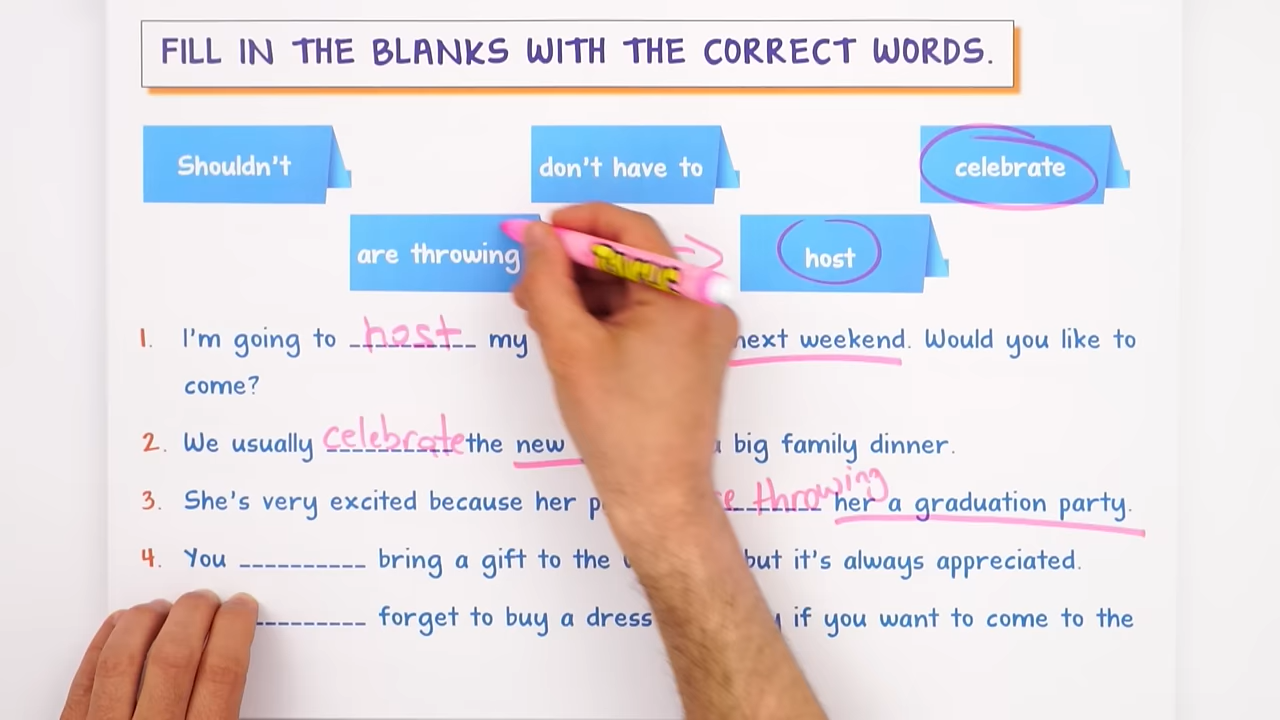 FILL IN THE BLANKS WITH THE CORRECT WORDS.
Shouldn't don't have to celebrate
are throwing host
1. I'm going to host my next weekend. Would you like to
come?
2. We usually celebrate the new big family dinner.
3. She's very excited because her throwing her a graduation party.
4. You __________ bring a gift to the but it's always appreciated.
__________ forget to buy a dress if you want to come to the